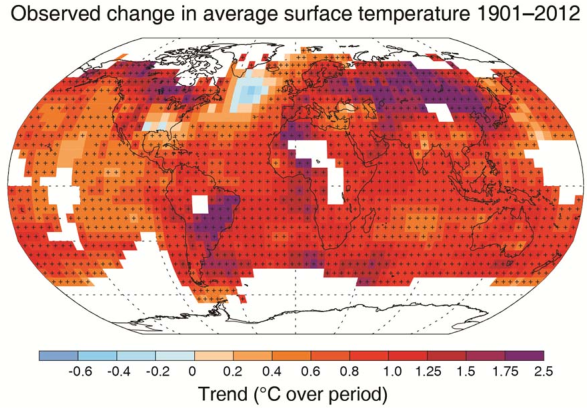 Observed change in average surface temperature 1901–2012
-0.6 -0.4 -0.2 0 0.2 0.4 0.6 0.8 1.0 1.25 1.5 1.75 2.5
Trend (°C over period)